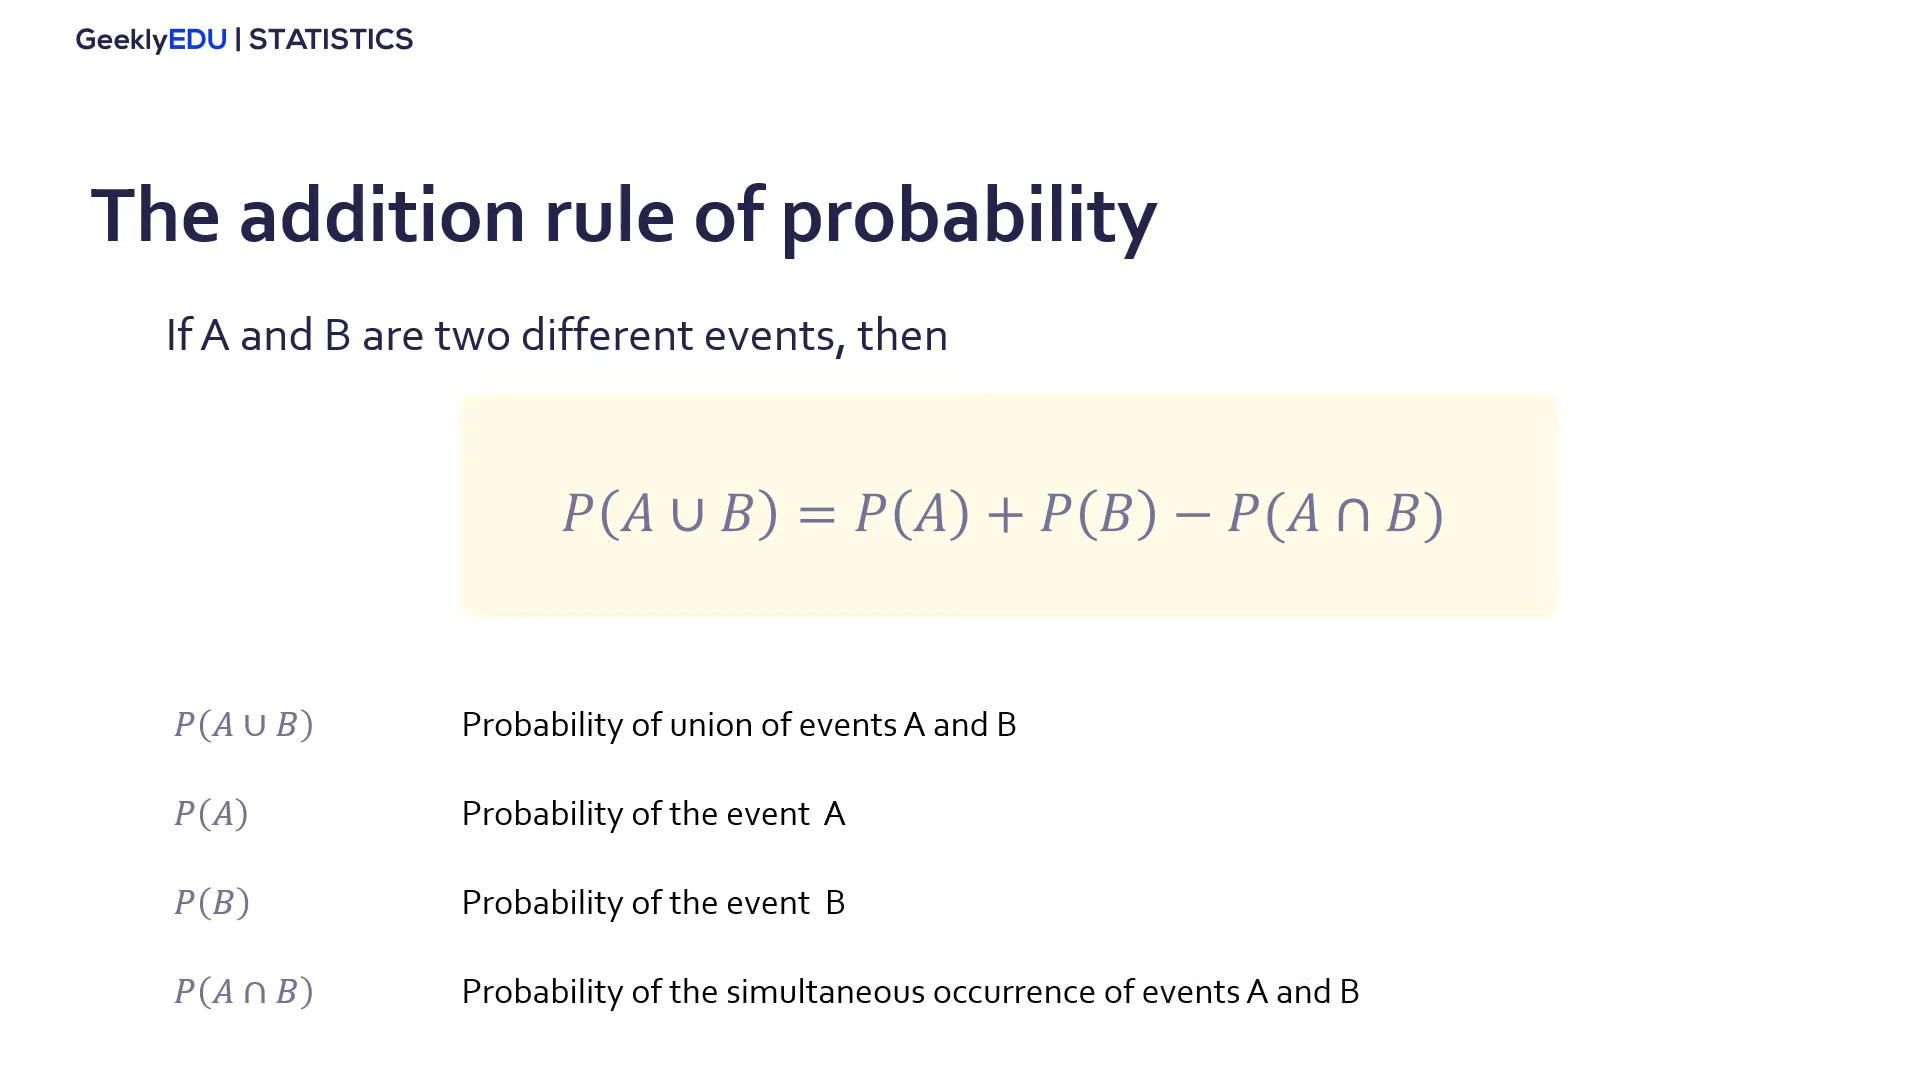 GeeklyEDU | STATISTICS
The addition rule of probability
If A and B are two different events, then
P(A ∪ B) = P(A) + P(B) − P(A ∩ B)
P(A ∪ B) Probability of union of events A and B
P(A) Probability of the event A
P(B) Probability of the event B
P(A ∩ B) Probability of the simultaneous occurrence of events A and B